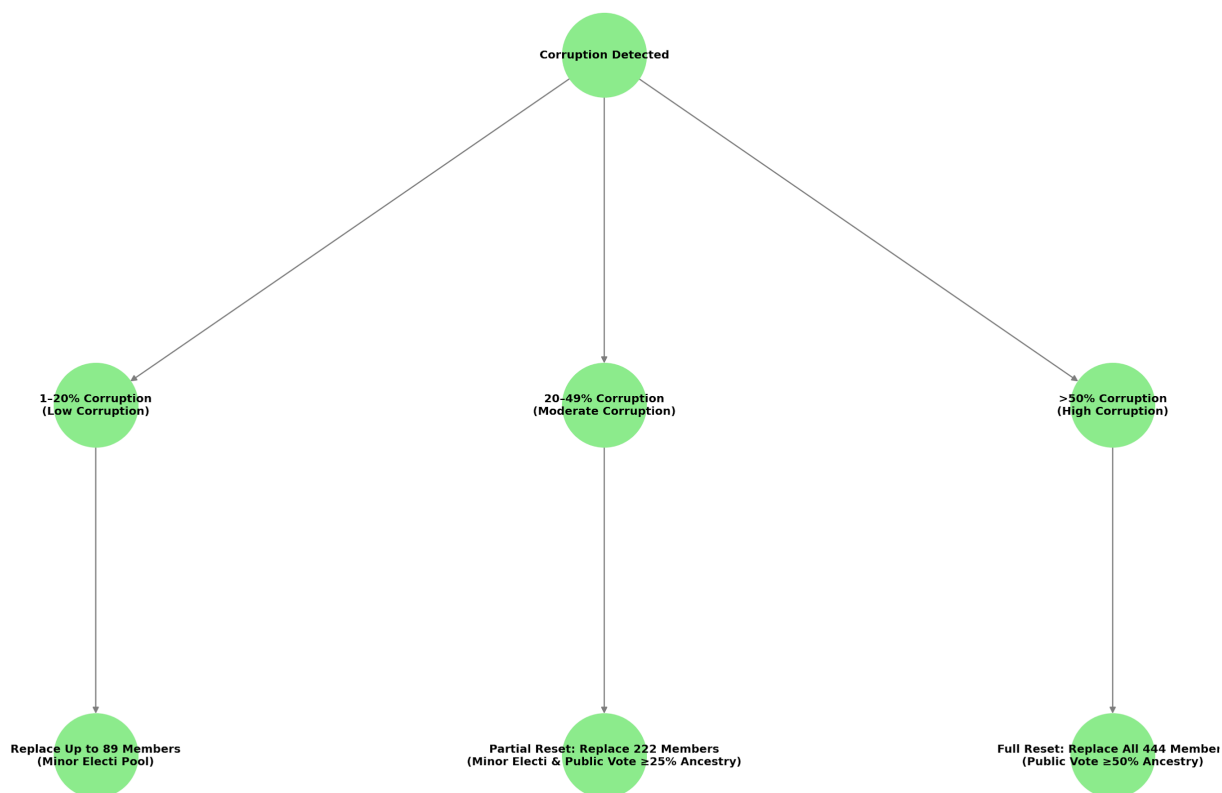 Corruption Detected
1–20% Corruption
(Low Corruption)
20–49% Corruption
(Moderate Corruption)
>50% Corruption
(High Corruption)
Replace Up to 89 Members
(Minor Electi Pool)
Partial Reset: Replace 222 Members
(Minor Electi & Public Vote ≥25% Ancestry)
Full Reset: Replace All 444 Member
(Public Vote ≥50% Ancestry)